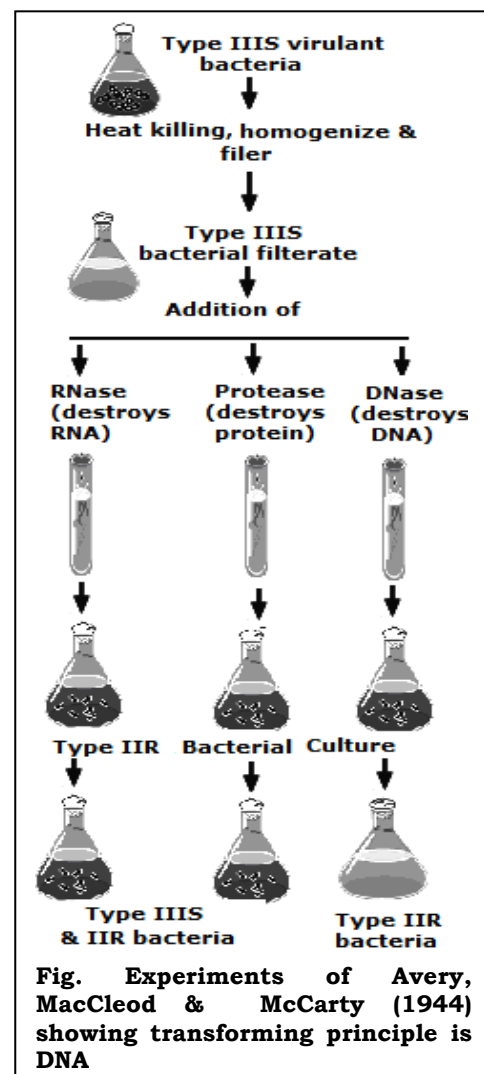 Type IIIS virulant
bacteria
Heat killing, homogenize &
filer
Type IIIS
bacterial filterate
Addition of
RNase
(destroys
RNA)
Protease
(destroys
protein)
DNase
(destroys
DNA)
Type IIR Bacterial Culture
Type IIIS
& IIR bacteria
Type IIR
bacteria
Fig. Experiments of Avery,
MacCleod & McCarty (1944)
showing transforming principle is
DNA